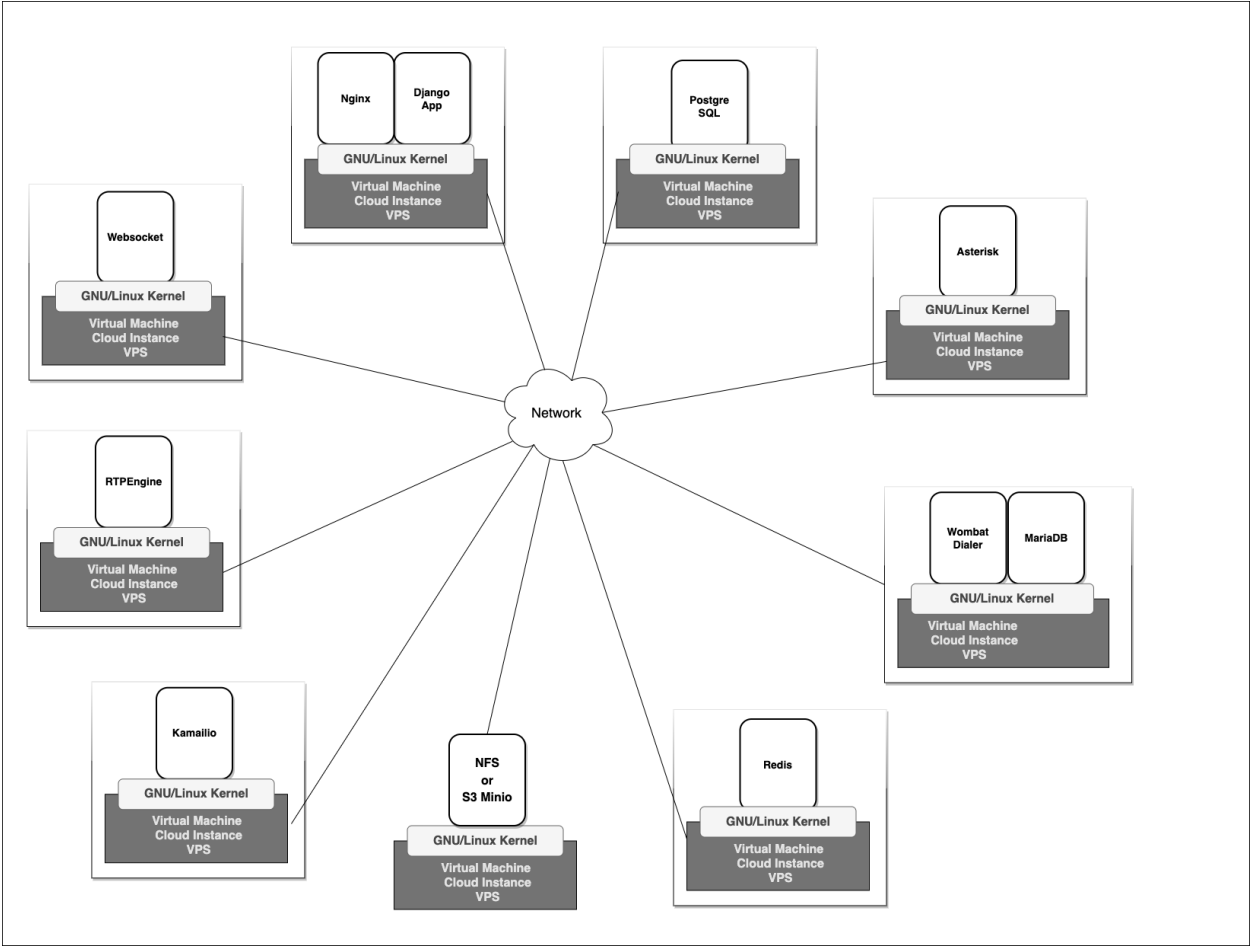 Nginx
Django
App
GNU/Linux Kernel
Virtual Machine
Cloud Instance
VPS
Postgre
SQL
GNU/Linux Kernel
Virtual Machine
Cloud Instance
VPS
Websocket
GNU/Linux Kernel
Virtual Machine
Cloud Instance
VPS
Asterisk
GNU/Linux Kernel
Virtual Machine
Cloud Instance
VPS
Network
RTPEngine
GNU/Linux Kernel
Virtual Machine
Cloud Instance
VPS
Wombat
Dialer
MariaDB
GNU/Linux Kernel
Virtual Machine
Cloud Instance
VPS
Kamailio
GNU/Linux Kernel
Virtual Machine
Cloud Instance
VPS
NFS
or
S3 Minio
GNU/Linux Kernel
Virtual Machine
Cloud Instance
VPS
Redis
GNU/Linux Kernel
Virtual Machine
Cloud Instance
VPS